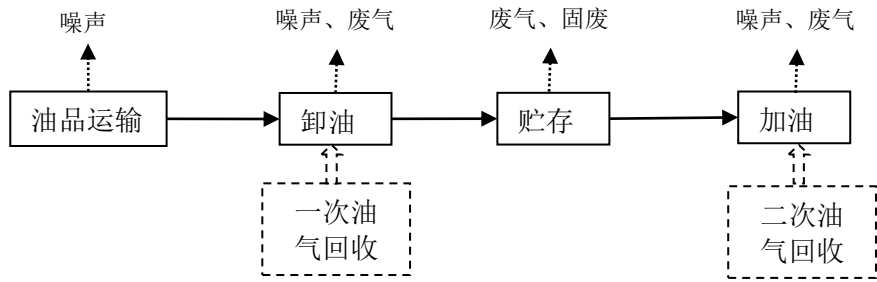 噪声
噪声、废气
废气、固废
噪声、废气
油品运输
卸油
贮存
加油
一次油
气回收
二次油
气回收